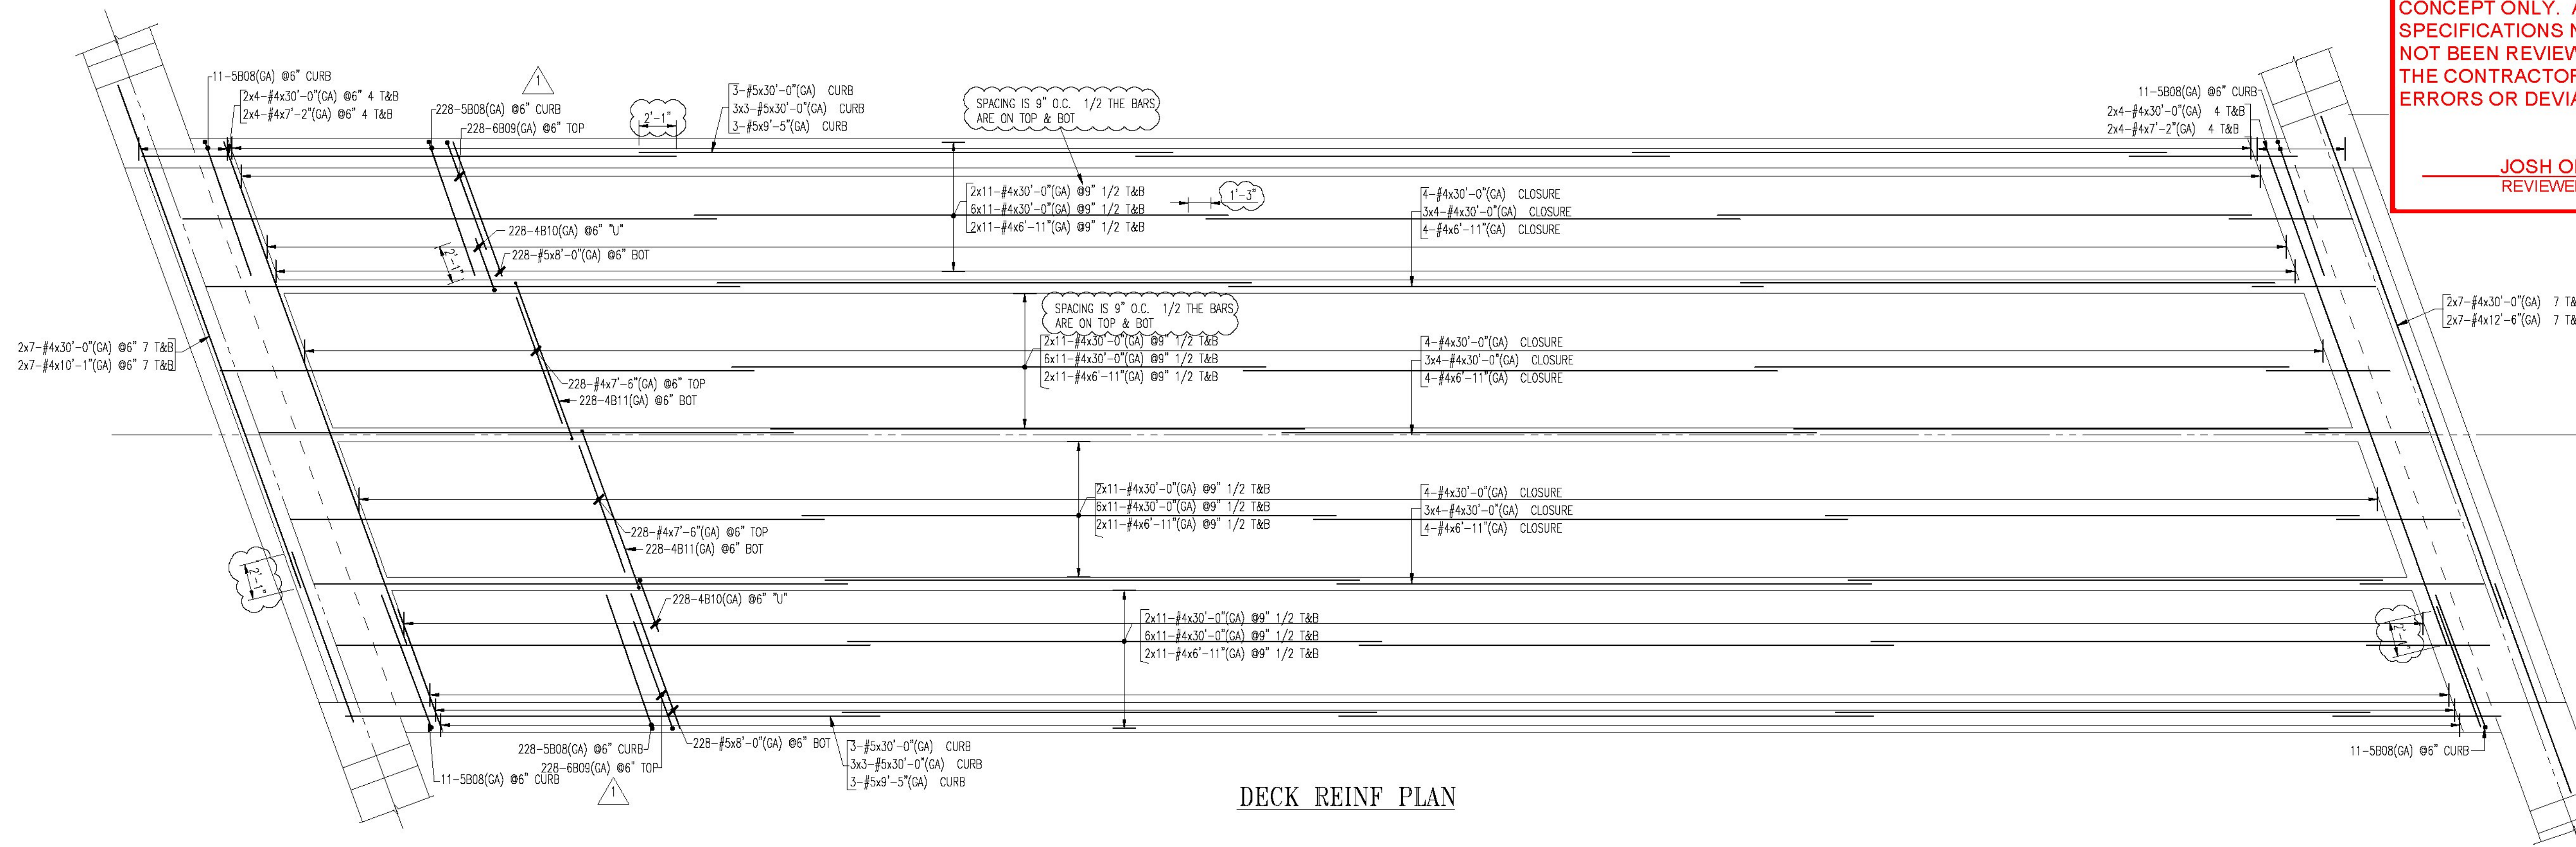 CONCEPT ONLY.
SPECIFICATIONS
NOT BEEN
THE CONTRACTOR
ERRORS OR
JOSH
11-5B08(GA) @6" CURB
2x4-#4x30'-0"(GA) @6" 4 T&B
2x4-#4x7'-2"(GA) @6" 4 T&B
1
228-5B08(GA) @6" CURB
228-6B09(GA) @6" TOP
2'-1"
3-#5x30'-0"(GA) CURB
3x3-#5x30'-0"(GA) CURB
3-#5x9'-5"(GA) CURB
SPACING IS 9" O.C. 1/2 THE BARS
ARE ON TOP & BOT
11-5B08(GA) @6" CURB
2x4-#4x30'-0"(GA) 4 T&B
2x4-#4x7'-2"(GA) 4 T&B
2x11-#4x30'-0"(GA) @9" 1/2 T&B
6x11-#4x30'-0"(GA) @9" 1/2 T&B
2x11-#4x6'-11"(GA) @9" 1/2 T&B
1'-3"
4-#4x30'-0"(GA) CLOSURE
3x4-#4x30'-0"(GA) CLOSURE
4-#4x6'-11"(GA) CLOSURE
228-4B10(GA) @6" "U"
228-#5x8'-0"(GA) @6" BOT
2'-1"
SPACING IS 9" O.C. 1/2 THE BARS
ARE ON TOP & BOT
2x7-#4x30'-0"(GA) @6" 7 T&B
2x7-#4x10'-1"(GA) @6" 7 T&B
2x11-#4x30'-0"(GA) @9" 1/2 T&B
6x11-#4x30'-0"(GA) @9" 1/2 T&B
2x11-#4x6'-11"(GA) @9" 1/2 T&B
4-#4x30'-0"(GA) CLOSURE
3x4-#4x30'-0"(GA) CLOSURE
4-#4x6'-11"(GA) CLOSURE
2x7-#4x30'-0"(GA) 7
2x7-#4x12'-6"(GA) 7
228-#4x7'-6"(GA) @6" TOP
228-4B11(GA) @6" BOT
2x11-#4x30'-0"(GA) @9" 1/2 T&B
6x11-#4x30'-0"(GA) @9" 1/2 T&B
2x11-#4x6'-11"(GA) @9" 1/2 T&B
4-#4x30'-0"(GA) CLOSURE
3x4-#4x30'-0"(GA) CLOSURE
4-#4x6'-11"(GA) CLOSURE
228-#4x7'-6"(GA) @6" TOP
228-4B11(GA) @6" BOT
2'-1"
228-4B10(GA) @6" "U"
2x11-#4x30'-0"(GA) @9" 1/2 T&B
6x11-#4x30'-0"(GA) @9" 1/2 T&B
2x11-#4x6'-11"(GA) @9" 1/2 T&B
228-5B08(GA) @6" CURB
228-6B09(GA) @6" TOP
1
11-5B08(GA) @6" CURB
228-#5x8'-0"(GA) @6" BOT
3-#5x30'-0"(GA) CURB
3x3-#5x30'-0"(GA) CURB
3-#5x9'-5"(GA) CURB
11-5B08(GA) @6" CURB
DECK REINF PLAN